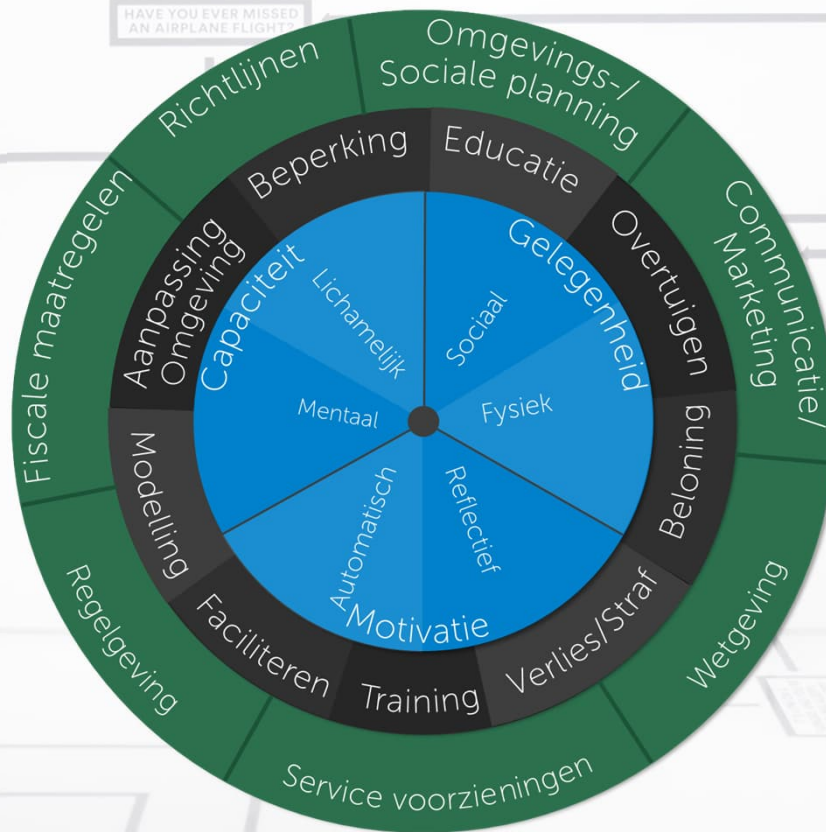 HAVE YOU EVER MISSED
AN AIRPLANE FLIGHT?
Richtlijnen
Omgevings-/
Sociale planning
Communicatie/
Marketing
Wetgeving
Service voorzieningen
Regelgeving
Fiscale maatregelen
Beperking
Educatie
Overtuigen
Beloning
Verlies/Straf
Training
Faciliteren
Modelling
Aanpassing
Omgeving
Capaciteit
Lichamelijk
Mentaal
Gelegenheid
Sociaal
Fysiek
Motivatie
Automatisch
Reflectief